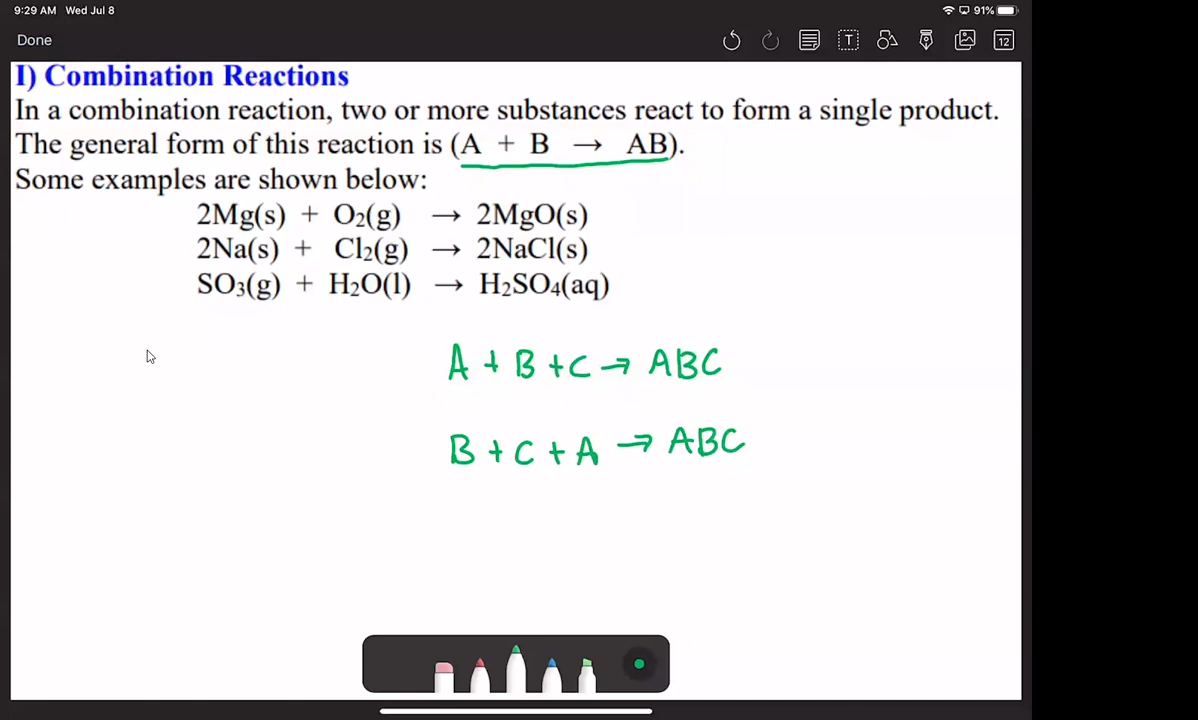 9:29 AM Wed Jul 8 91%
Done T 12
I) Combination Reactions
In a combination reaction, two or more substances react to form a single product.
The general form of this reaction is (A + B → AB).
Some examples are shown below:
2Mg(s) + O₂(g) → 2MgO(s)
2Na(s) + Cl₂(g) → 2NaCl(s)
SO₃(g) + H₂O(l) → H₂SO₄(aq)
A + B + C → ABC
B + C + A → ABC